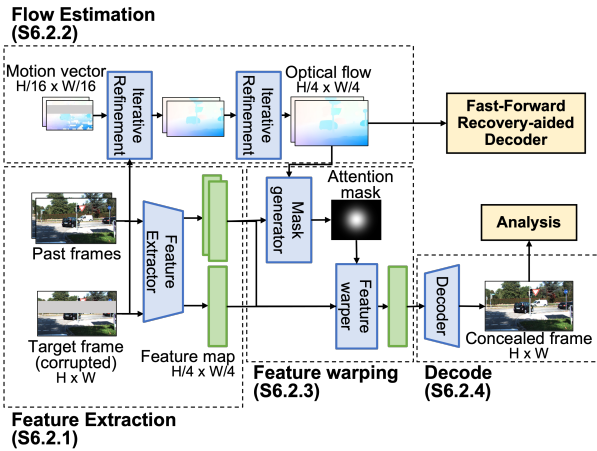 Flow Estimation
(S6.2.2)
Motion vector
H/16 x W/16
Iterative
Refinement
Iterative
Refinement
Optical flow
H/4 x W/4
Fast-Forward
Recovery-aided
Decoder
Past frames
Target frame
(corrupted)
H x W
Feature
Extractor
Feature map
H/4 x W/4
Feature Extraction
(S6.2.1)
Mask
generator
Attention
mask
Feature
warper
Feature warping
(S6.2.3)
Analysis
Decoder
Concealed frame
H x W
Decode
(S6.2.4)